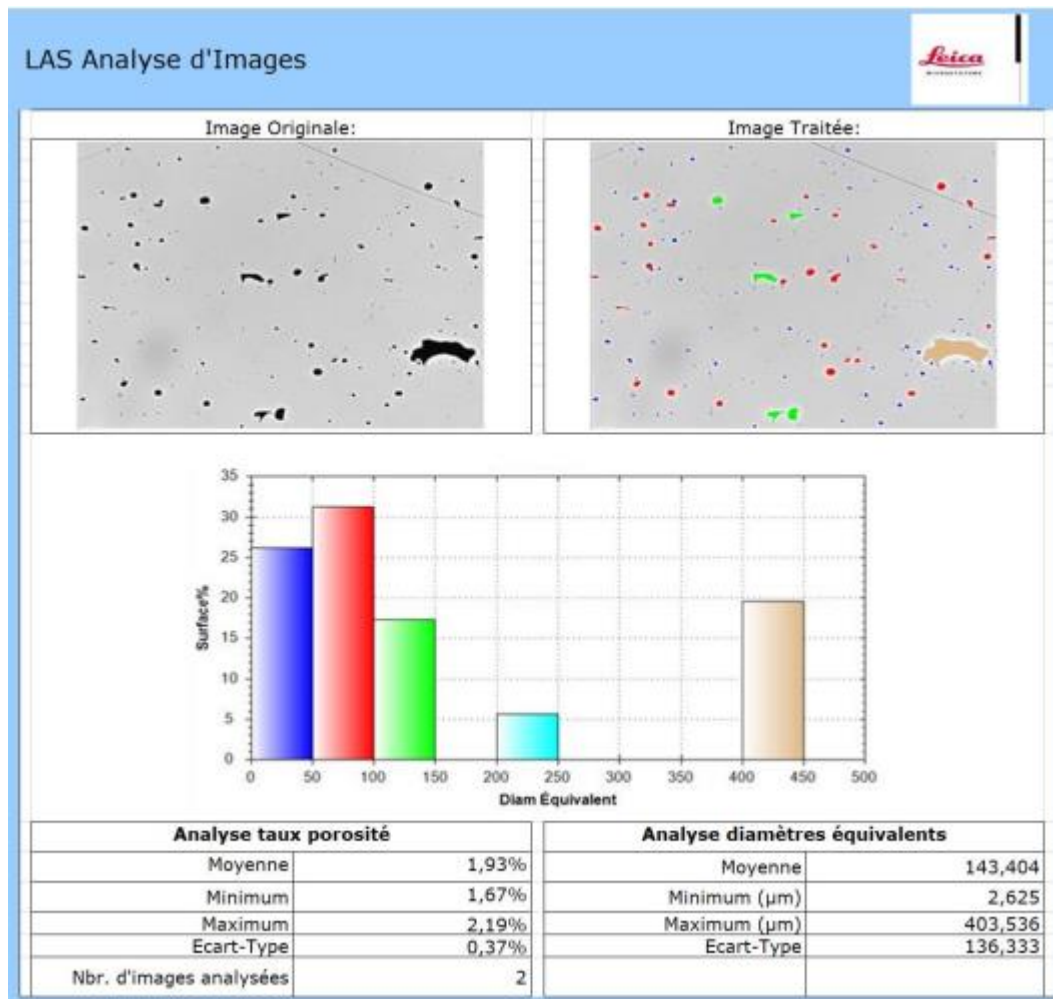 LAS Analyse d'Images
Leica
Image Originale:
Image Traitée:
35
30
25
20
15
10
5
0
Surface%
0 50 100 150 200 250 300 350 400 450 500
Diam Équivalent
Analyse taux porosité
Moyenne 1,93%
Minimum 1,67%
Maximum 2,19%
Ecart-Type 0,37%
Nbr. d'images analysées 2
Analyse diamètres équivalents
Moyenne 143,404
Minimum (µm) 2,625
Maximum (µm) 403,536
Ecart-Type 136,333